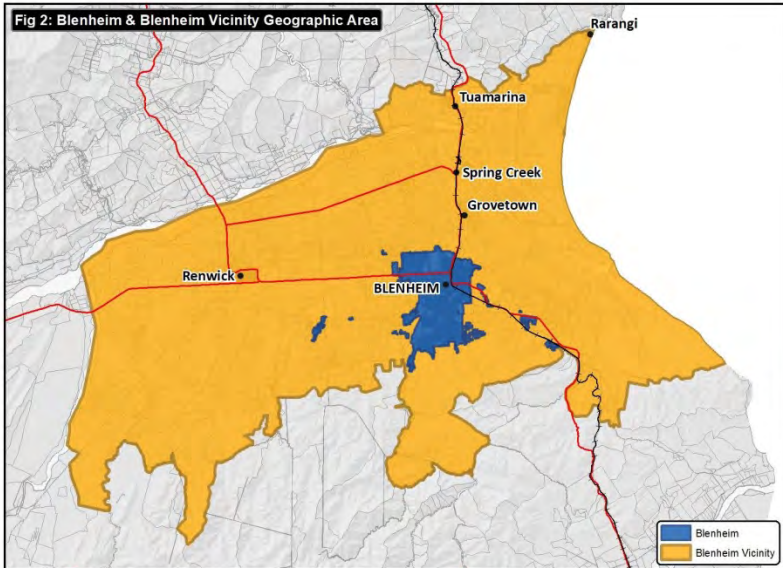 Fig 2: Blenheim & Blenheim Vicinity Geographic Area
Rarangi
Tuamarina
Spring Creek
Grovetown
Renwick
BLENHEIM
Blenheim
Blenheim Vicinity